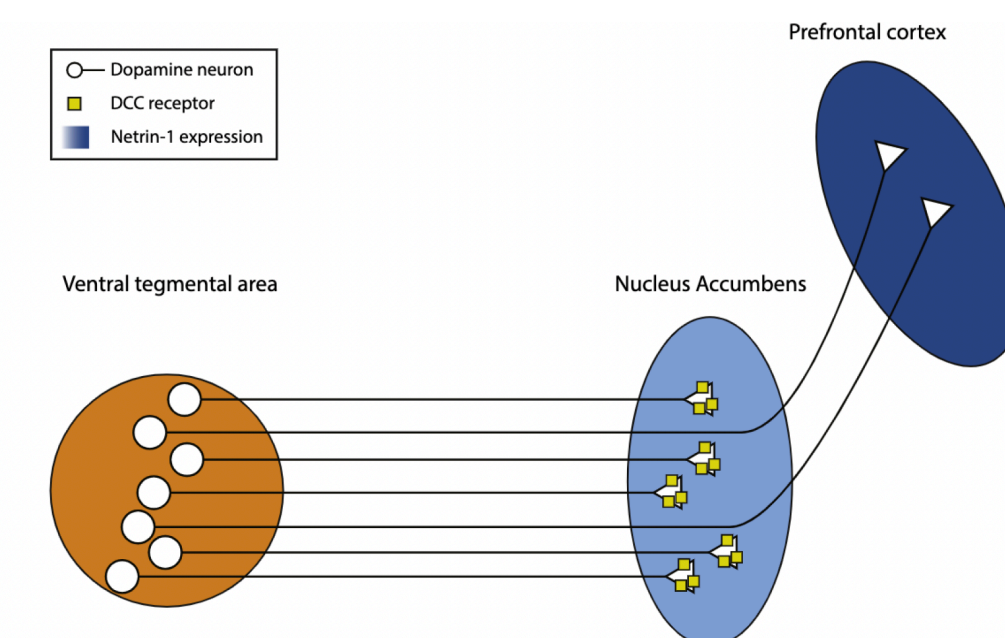 Prefrontal cortex
Dopamine neuron
DCC receptor
Netrin-1 expression
Ventral tegmental area
Nucleus Accumbens